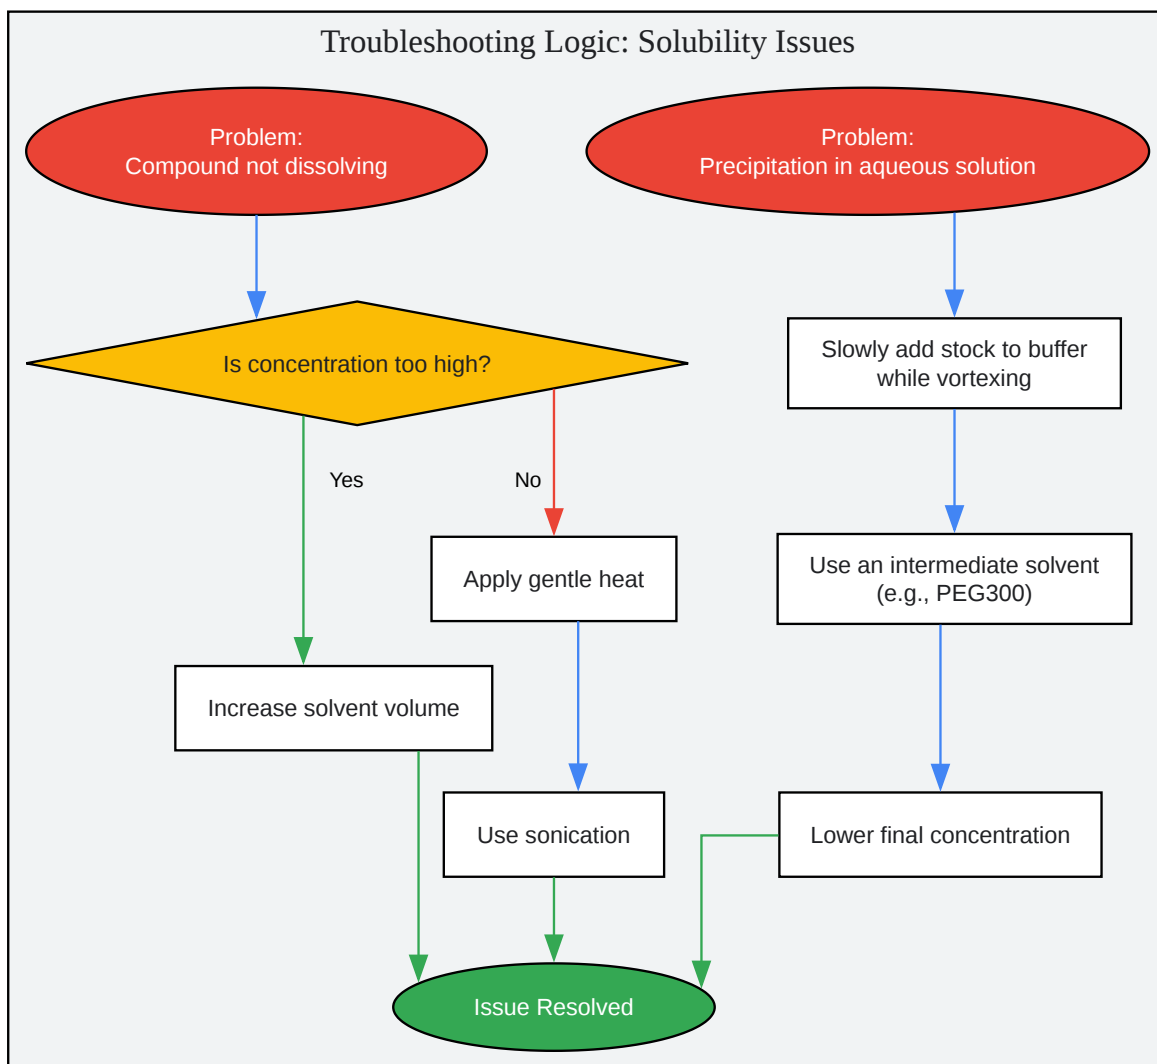 Troubleshooting Logic: Solubility Issues
Problem:
Compound not dissolving
Problem:
Precipitation in aqueous solution
Is concentration too high?
Slowly add stock to buffer
while vortexing
Yes
No
Apply gentle heat
Use an intermediate solvent
(e.g., PEG300)
Increase solvent volume
Use sonication
Lower final concentration
Issue Resolved